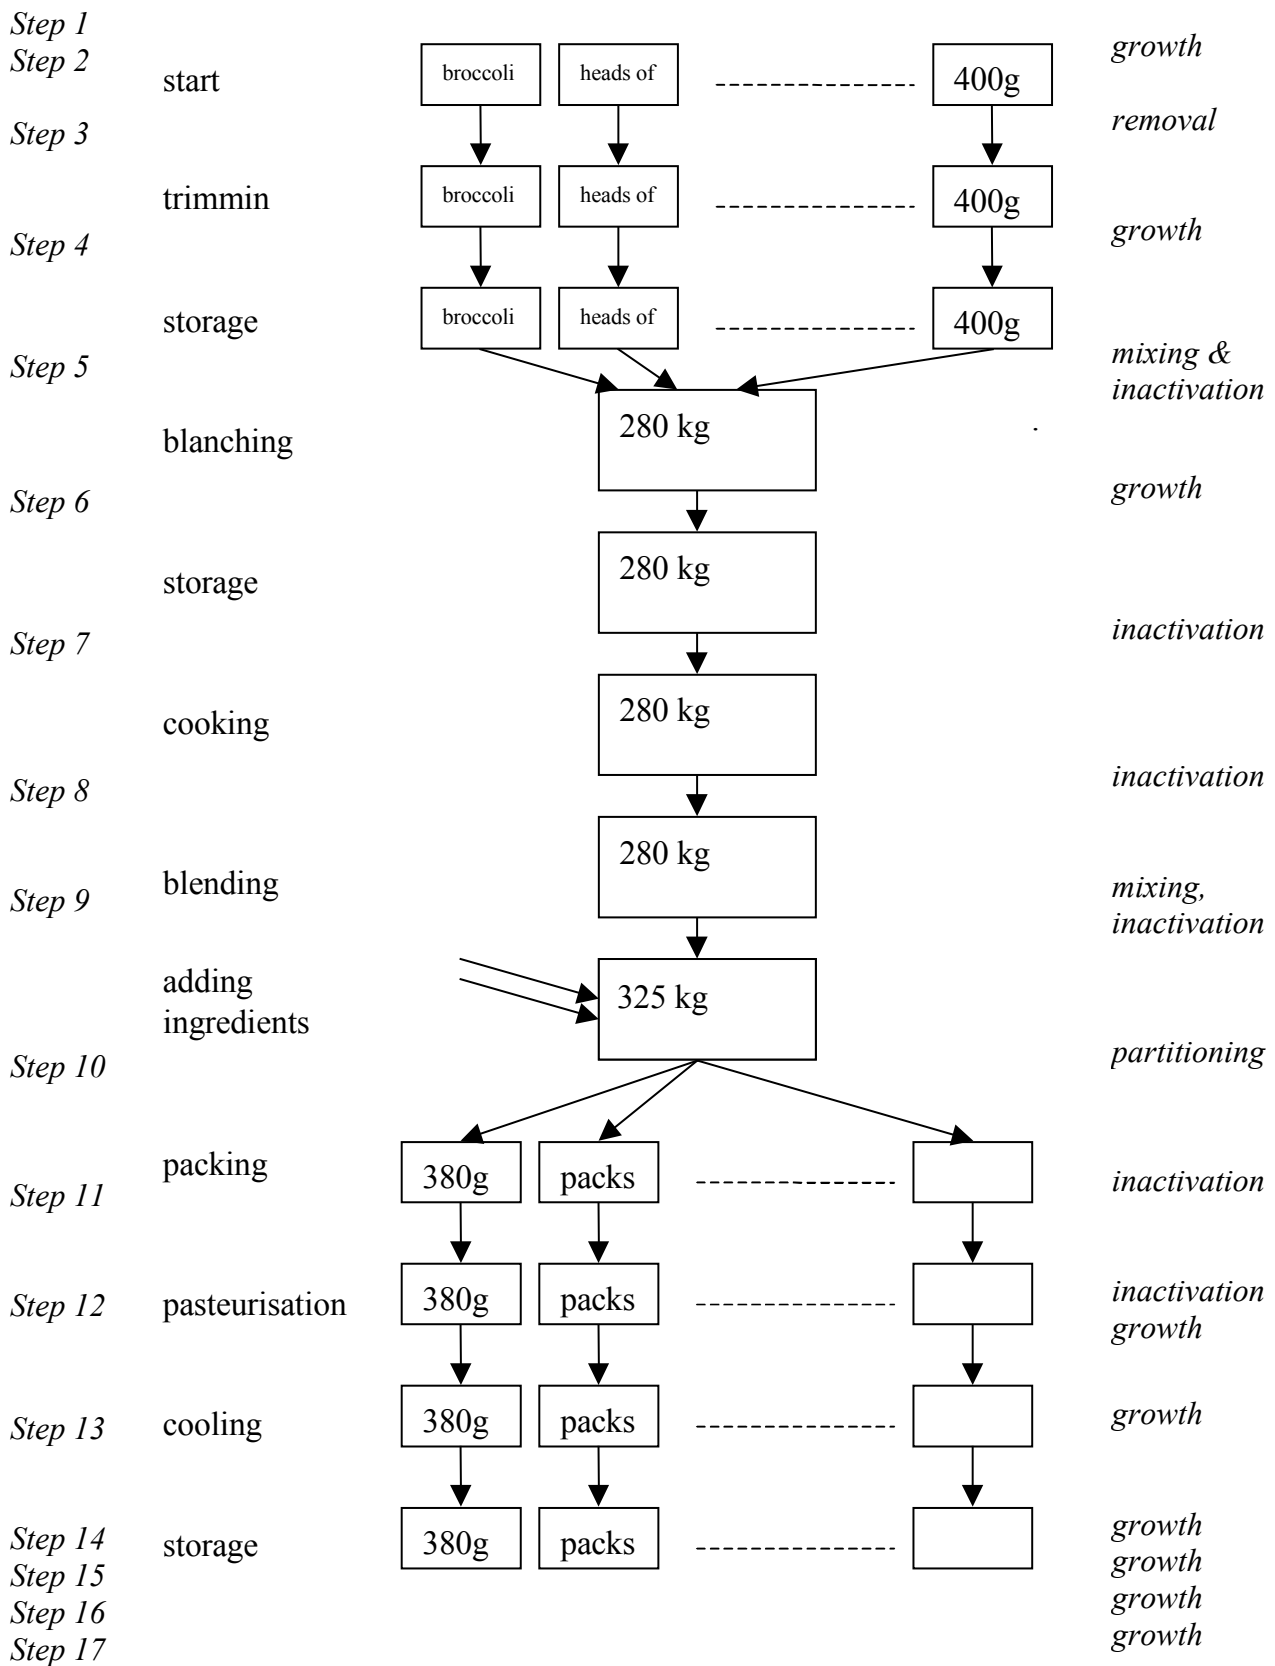 Step 1
growth
Step 2
start
broccoli
heads of
400g
removal
Step 3
trimmin
broccoli
heads of
400g
growth
Step 4
storage
broccoli
heads of
400g
mixing &
inactivation
Step 5
280 kg
blanching
growth
Step 6
280 kg
storage
inactivation
Step 7
280 kg
cooking
inactivation
Step 8
280 kg
blending
mixing,
inactivation
Step 9
adding
ingredients
325 kg
partitioning
Step 10
packing
380g
packs
inactivation
Step 11
inactivation
growth
Step 12
pasteurisation
380g
packs
growth
Step 13
cooling
380g
packs
growth
Step 14
storage
380g
packs
growth
Step 15
growth
Step 16
growth
Step 17